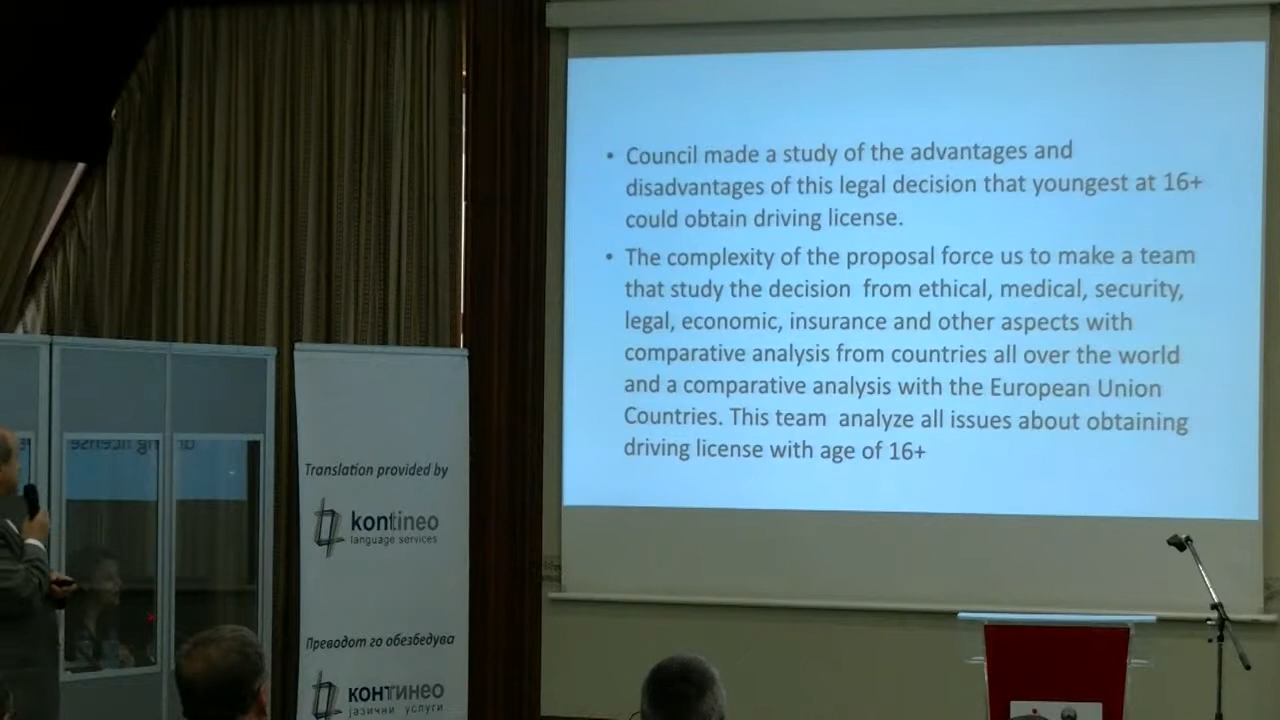 • Council made a study of the advantages and
disadvantages of this legal decision that youngest at 16+
could obtain driving license.
• The complexity of the proposal force us to make a team
that study the decision from ethical, medical, security,
legal, economic, insurance and other aspects with
comparative analysis from countries all over the world
and a comparative analysis with the European Union
Countries. This team analyze all issues about obtaining
driving license with age of 16+
Translation provided by
kontineo
language services
Преводот го обезбедува
континео
јазични услуги